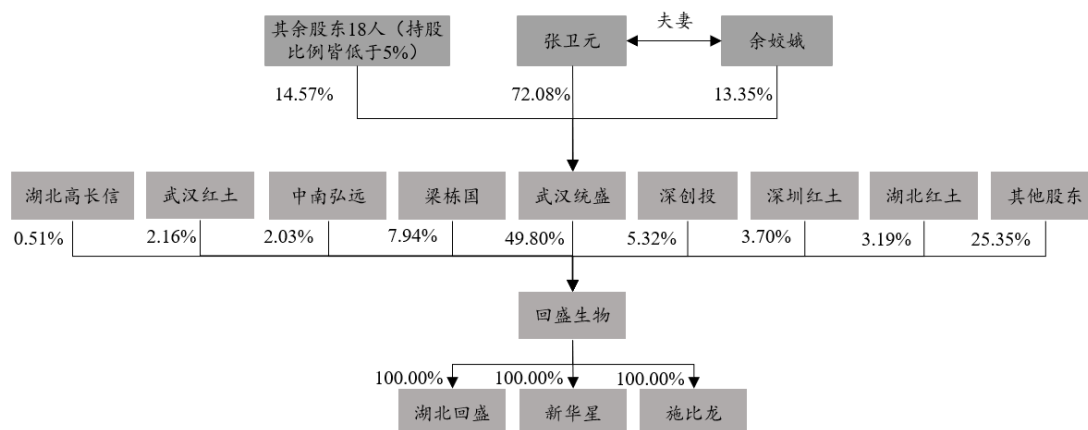 其余股东18人（持股
比例皆低于5%）
张卫元
夫妻
余姣娥
14.57%
72.08%
13.35%
湖北高长信
武汉红土
中南弘远
梁栋国
武汉统盛
深创投
深圳红土
湖北红土
其他股东
0.51%
2.16%
2.03%
7.94%
49.80%
5.32%
3.70%
3.19%
25.35%
回盛生物
100.00%
100.00%
100.00%
湖北回盛
新华星
施比龙